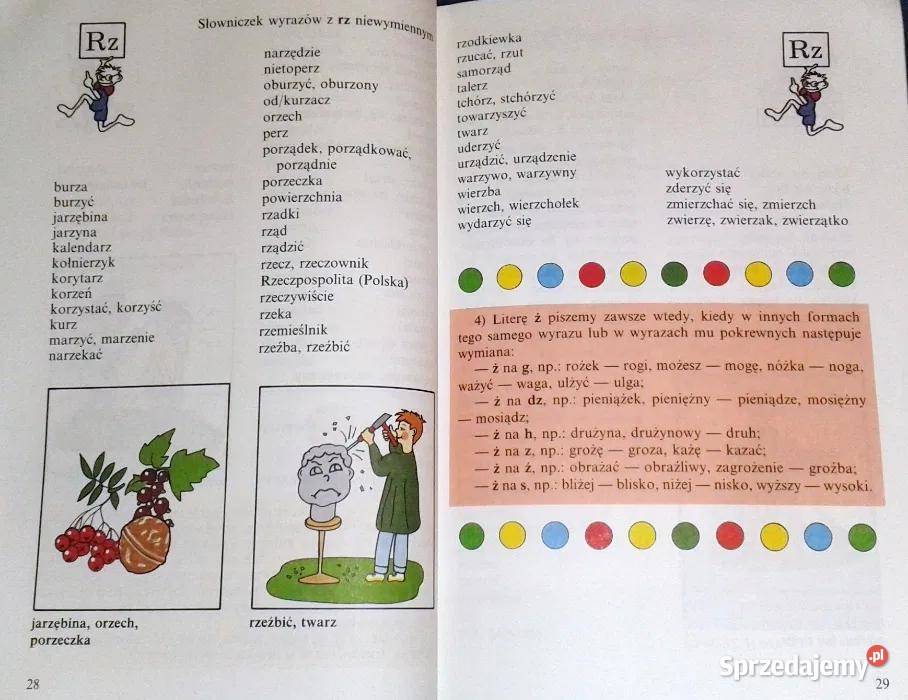 Rz
Słowniczek wyrazów z rz niewymiennym
burza
burzyć
jarzębina
jarzyna
kalendarz
kołnierzyk
korytarz
korzeń
korzystać, korzyść
kurz
marzyć, marzenie
narzekać
narzędzie
nietoperz
oburzyć, oburzony
od/kurzacz
orzech
perz
porządek, porządkować,
porządnie
porzeczka
powierzchnia
rzadki
rząd
rządzić
rzecz, rzeczownik
Rzeczpospolita (Polska)
rzeczywiście
rzeka
rzemieślnik
rzeźba, rzeźbić
jarzębina, orzech,
porzeczka
rzeźbić, twarz
28
Rz
rzodkiewka
rzucać, rzut
samorząd
talerz
tchórz, stchórzyć
towarzyszyć
twarz
uderzyć
urządzić, urządzenie
warzywo, warzywny
wierzba
wierzch, wierzchołek
wydarzyć się
wykorzystać
zderzyć się
zmierzchać się, zmierzch
zwierzę, zwierzak, zwierzątko
4) Literę ż piszemy zawsze wtedy, kiedy w innych formach
tego samego wyrazu lub w wyrazach mu pokrewnych następuje
wymiana:
— ż na g, np.: rożek — rogi, możesz — mogę, nóżka — noga,
ważyć — waga, ulżyć — ulga;
— ż na dz, np.: pieniążek, pieniężny — pieniądze, mosiężny
— mosiądz;
— ż na h, np.: drużyna, drużynowy — druh;
— ż na z, np.: grożę — groza, każę — kazać;
— ż na ź, np.: obrażać — obraźliwy, zagrożenie — groźba;
— ż na s, np.: bliżej — blisko, niżej — nisko, wyższy — wysoki.
29
Sprzedajemy.pl